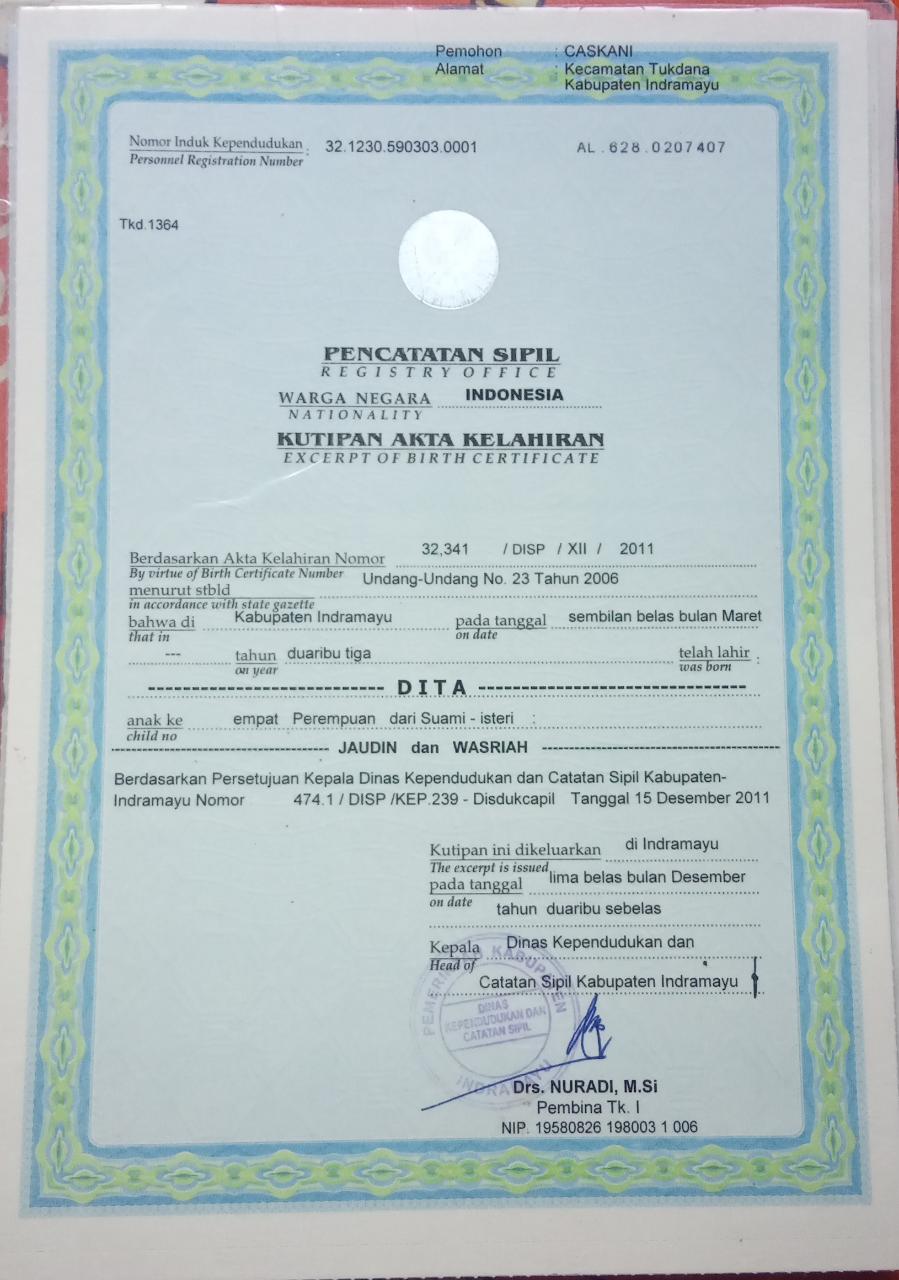 Pemohon : CASKANI
Alamat : Kecamatan Tukdana
Kabupaten Indramayu
Nomor Induk Kependudukan : 32.1230.590303.0001 AL . 628 . 0207407
Personnel Registration Number
Tkd.1364
PENCATATAN SIPIL
REGISTRY OFFICE
WARGA NEGARA INDONESIA
NATIONALITY
KUTIPAN AKTA KELAHIRAN
EXCERPT OF BIRTH CERTIFICATE
Berdasarkan Akta Kelahiran Nomor 32,341 / DISP / XII / 2011
By virtue of Birth Certificate Number
menurut stbld Undang-Undang No. 23 Tahun 2006
in accordance with state gazette
bahwa di Kabupaten Indramayu pada tanggal sembilan belas bulan Maret
that in on date
--- tahun duaribu tiga telah lahir :
on year was born
--------------------------- DITA ---------------------------
anak ke empat Perempuan dari Suami - isteri :
child no
--------------------------- JAUDIN dan WASRIAH ---------------------------
Berdasarkan Persetujuan Kepala Dinas Kependudukan dan Catatan Sipil Kabupaten-
Indramayu Nomor 474.1 / DISP /KEP.239 - Disdukcapil Tanggal 15 Desember 2011
Kutipan ini dikeluarkan di Indramayu
The excerpt is issued
pada tanggal lima belas bulan Desember
on date
tahun duaribu sebelas
Kepala Dinas Kependudukan dan
Head of
Catatan Sipil Kabupaten Indramayu
PEMERINTAH KABUPATEN
DINAS
KEPENDUDUKAN DAN
CATATAN SIPIL
INDRAMAYU
Drs. NURADI, M.Si
Pembina Tk. I
NIP. 19580826 198003 1 006